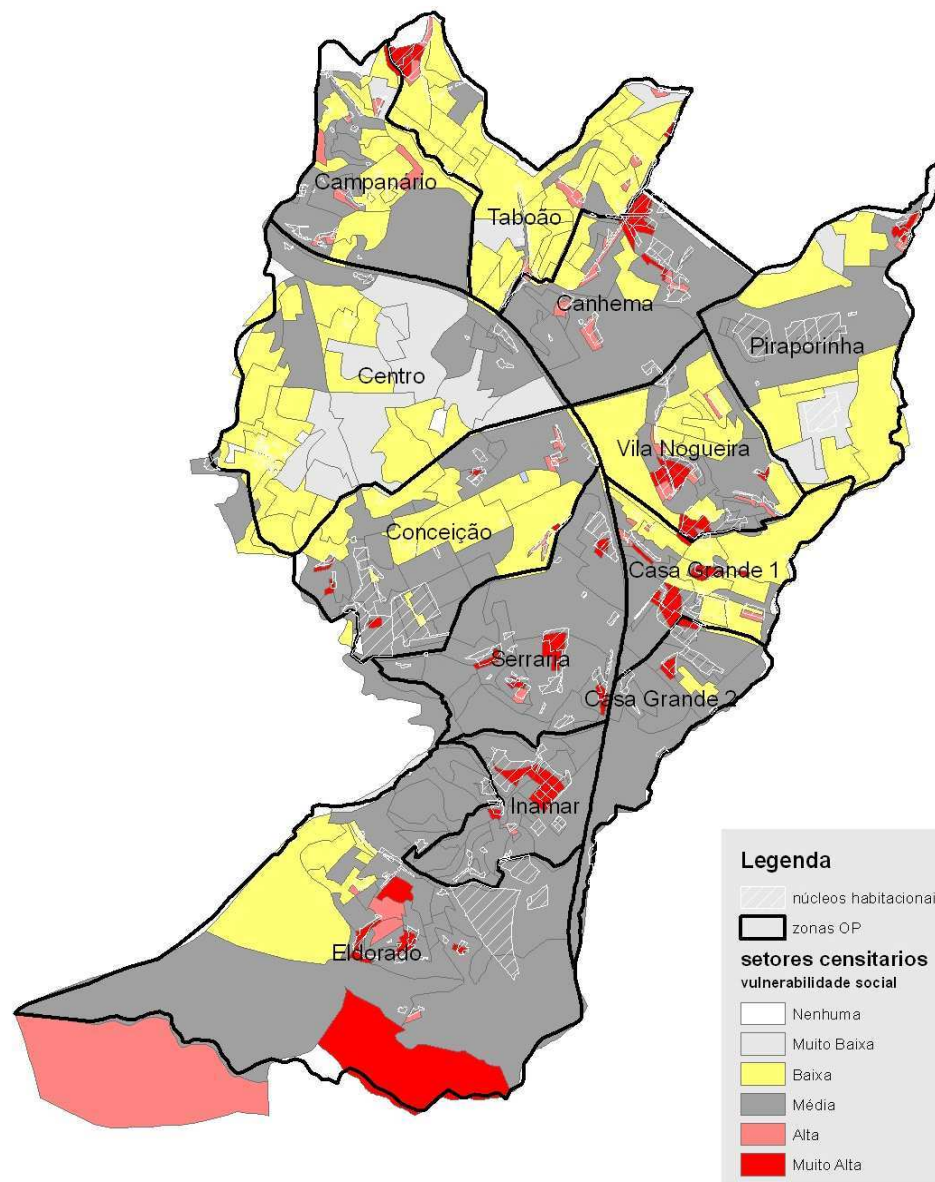 Campanário
Taboão
Canhema
Piraporinha
Centro
Vila Nogueira
Conceição
Casa Grande 1
Serraria
Casa Grande 2
Inamar
Eldorado
Legenda
núcleos habitacionai
zonas OP
setores censitarios
vulnerabilidade social
Nenhuma
Muito Baixa
Baixa
Média
Alta
Muito Alta